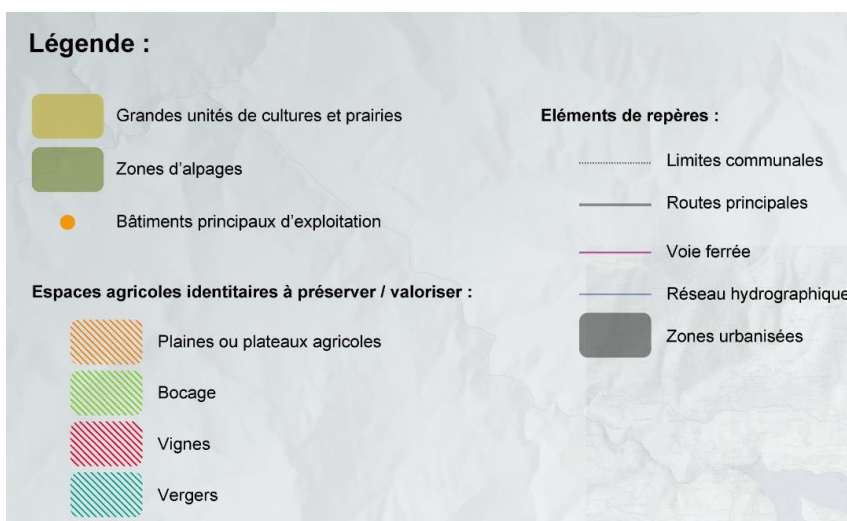 Légende :
Grandes unités de cultures et prairies
Zones d'alpages
Bâtiments principaux d'exploitation
Espaces agricoles identitaires à préserver / valoriser :
Plaines ou plateaux agricoles
Bocage
Vignes
Vergers
Eléments de repères :
Limites communales
Routes principales
Voie ferrée
Réseau hydrographique
Zones urbanisées